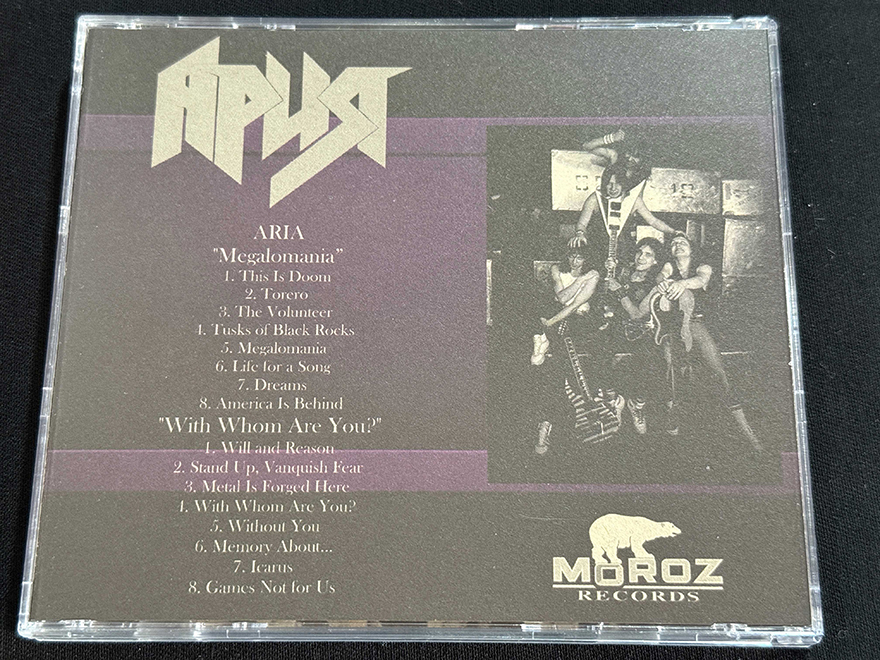 Ария
ARIA
"Megalomania”
1. This Is Doom
2. Torero
3. The Volunteer
4. Tusks of Black Rocks
5. Megalomania
6. Life for a Song
7. Dreams
8. America Is Behind
"With Whom Are You?"
1. Will and Reason
2. Stand Up, Vanquish Fear
3. Metal Is Forged Here
4. With Whom Are You?
5. Without You
6. Memory About...
7. Icarus
8. Games Not for Us
MOROZ
RECORDS